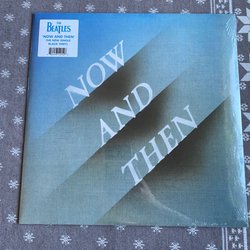 THE
BEATLES
'NOW AND THEN'
THE NEW SINGLE
BLACK VINYL
NOW
AND
THEN